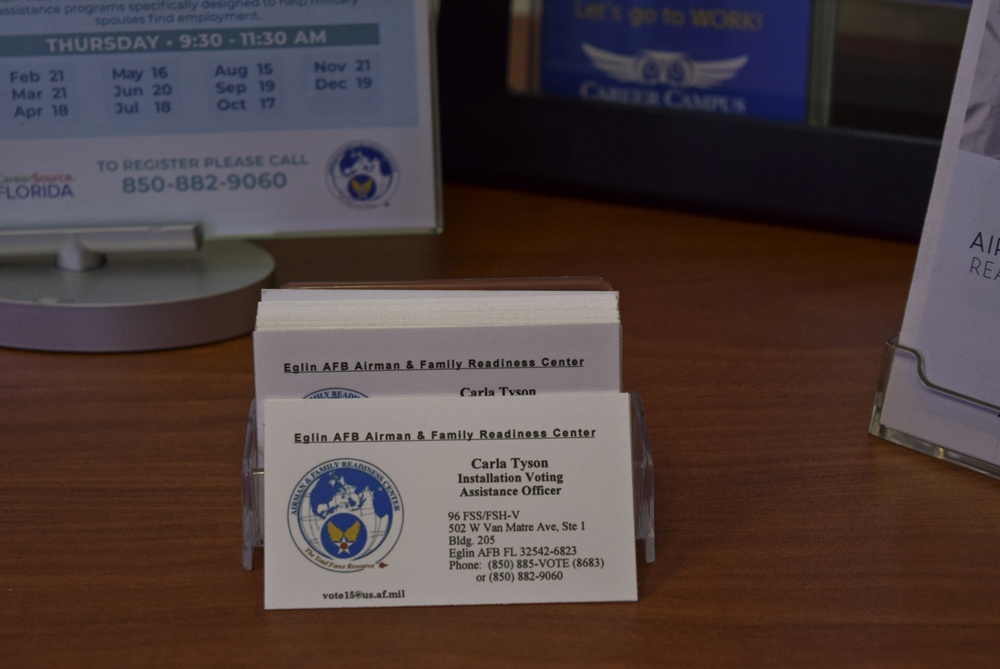 assistance programs specifically designed to help military
spouses find employment.
THURSDAY • 9:30 - 11:30 AM
Feb 21 May 16 Aug 15 Nov 21
Mar 21 Jun 20 Sep 19 Dec 19
Apr 18 Jul 18 Oct 17
TO REGISTER PLEASE CALL
850-882-9060
CareerSource
FLORIDA
Let's go to WORK!
CAREER CAMPUS
Eglin AFB Airman & Family Readiness Center
Carla Tyson
Eglin AFB Airman & Family Readiness Center
AIRMAN & FAMILY READINESS CENTER
The Total Force Resource
vote15@us.af.mil
Carla Tyson
Installation Voting
Assistance Officer
96 FSS/FSH-V
502 W Van Matre Ave, Ste 1
Bldg. 205
Eglin AFB FL 32542-6823
Phone: (850) 885-VOTE (8683)
or (850) 882-9060